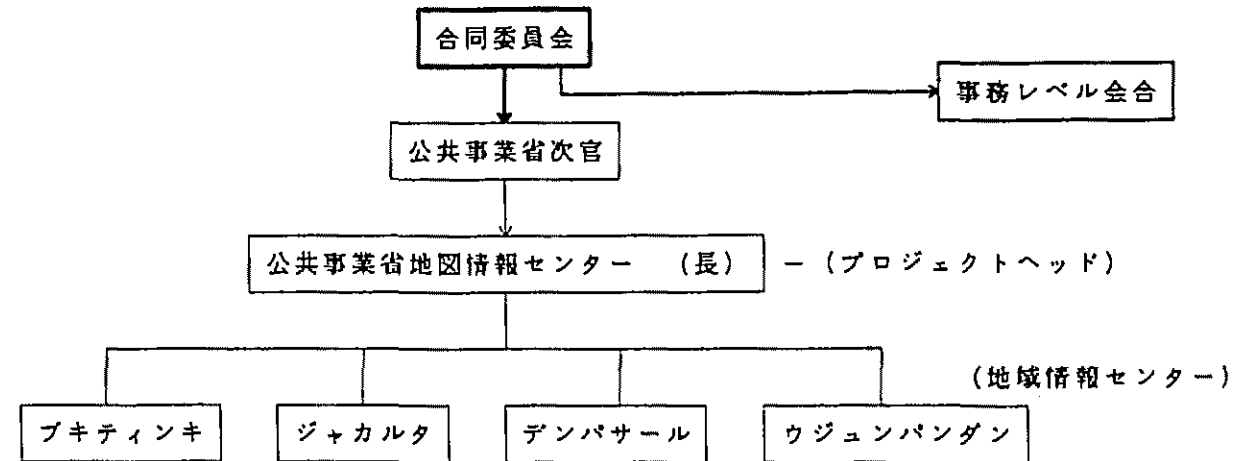 合同委員会
事務レベル会合
公共事業省次官
公共事業省地図情報センター （長） － （プロジェクトヘッド）
（地域情報センター）
ブキティンキ ジャカルタ デンパサール ウジュンパンダン